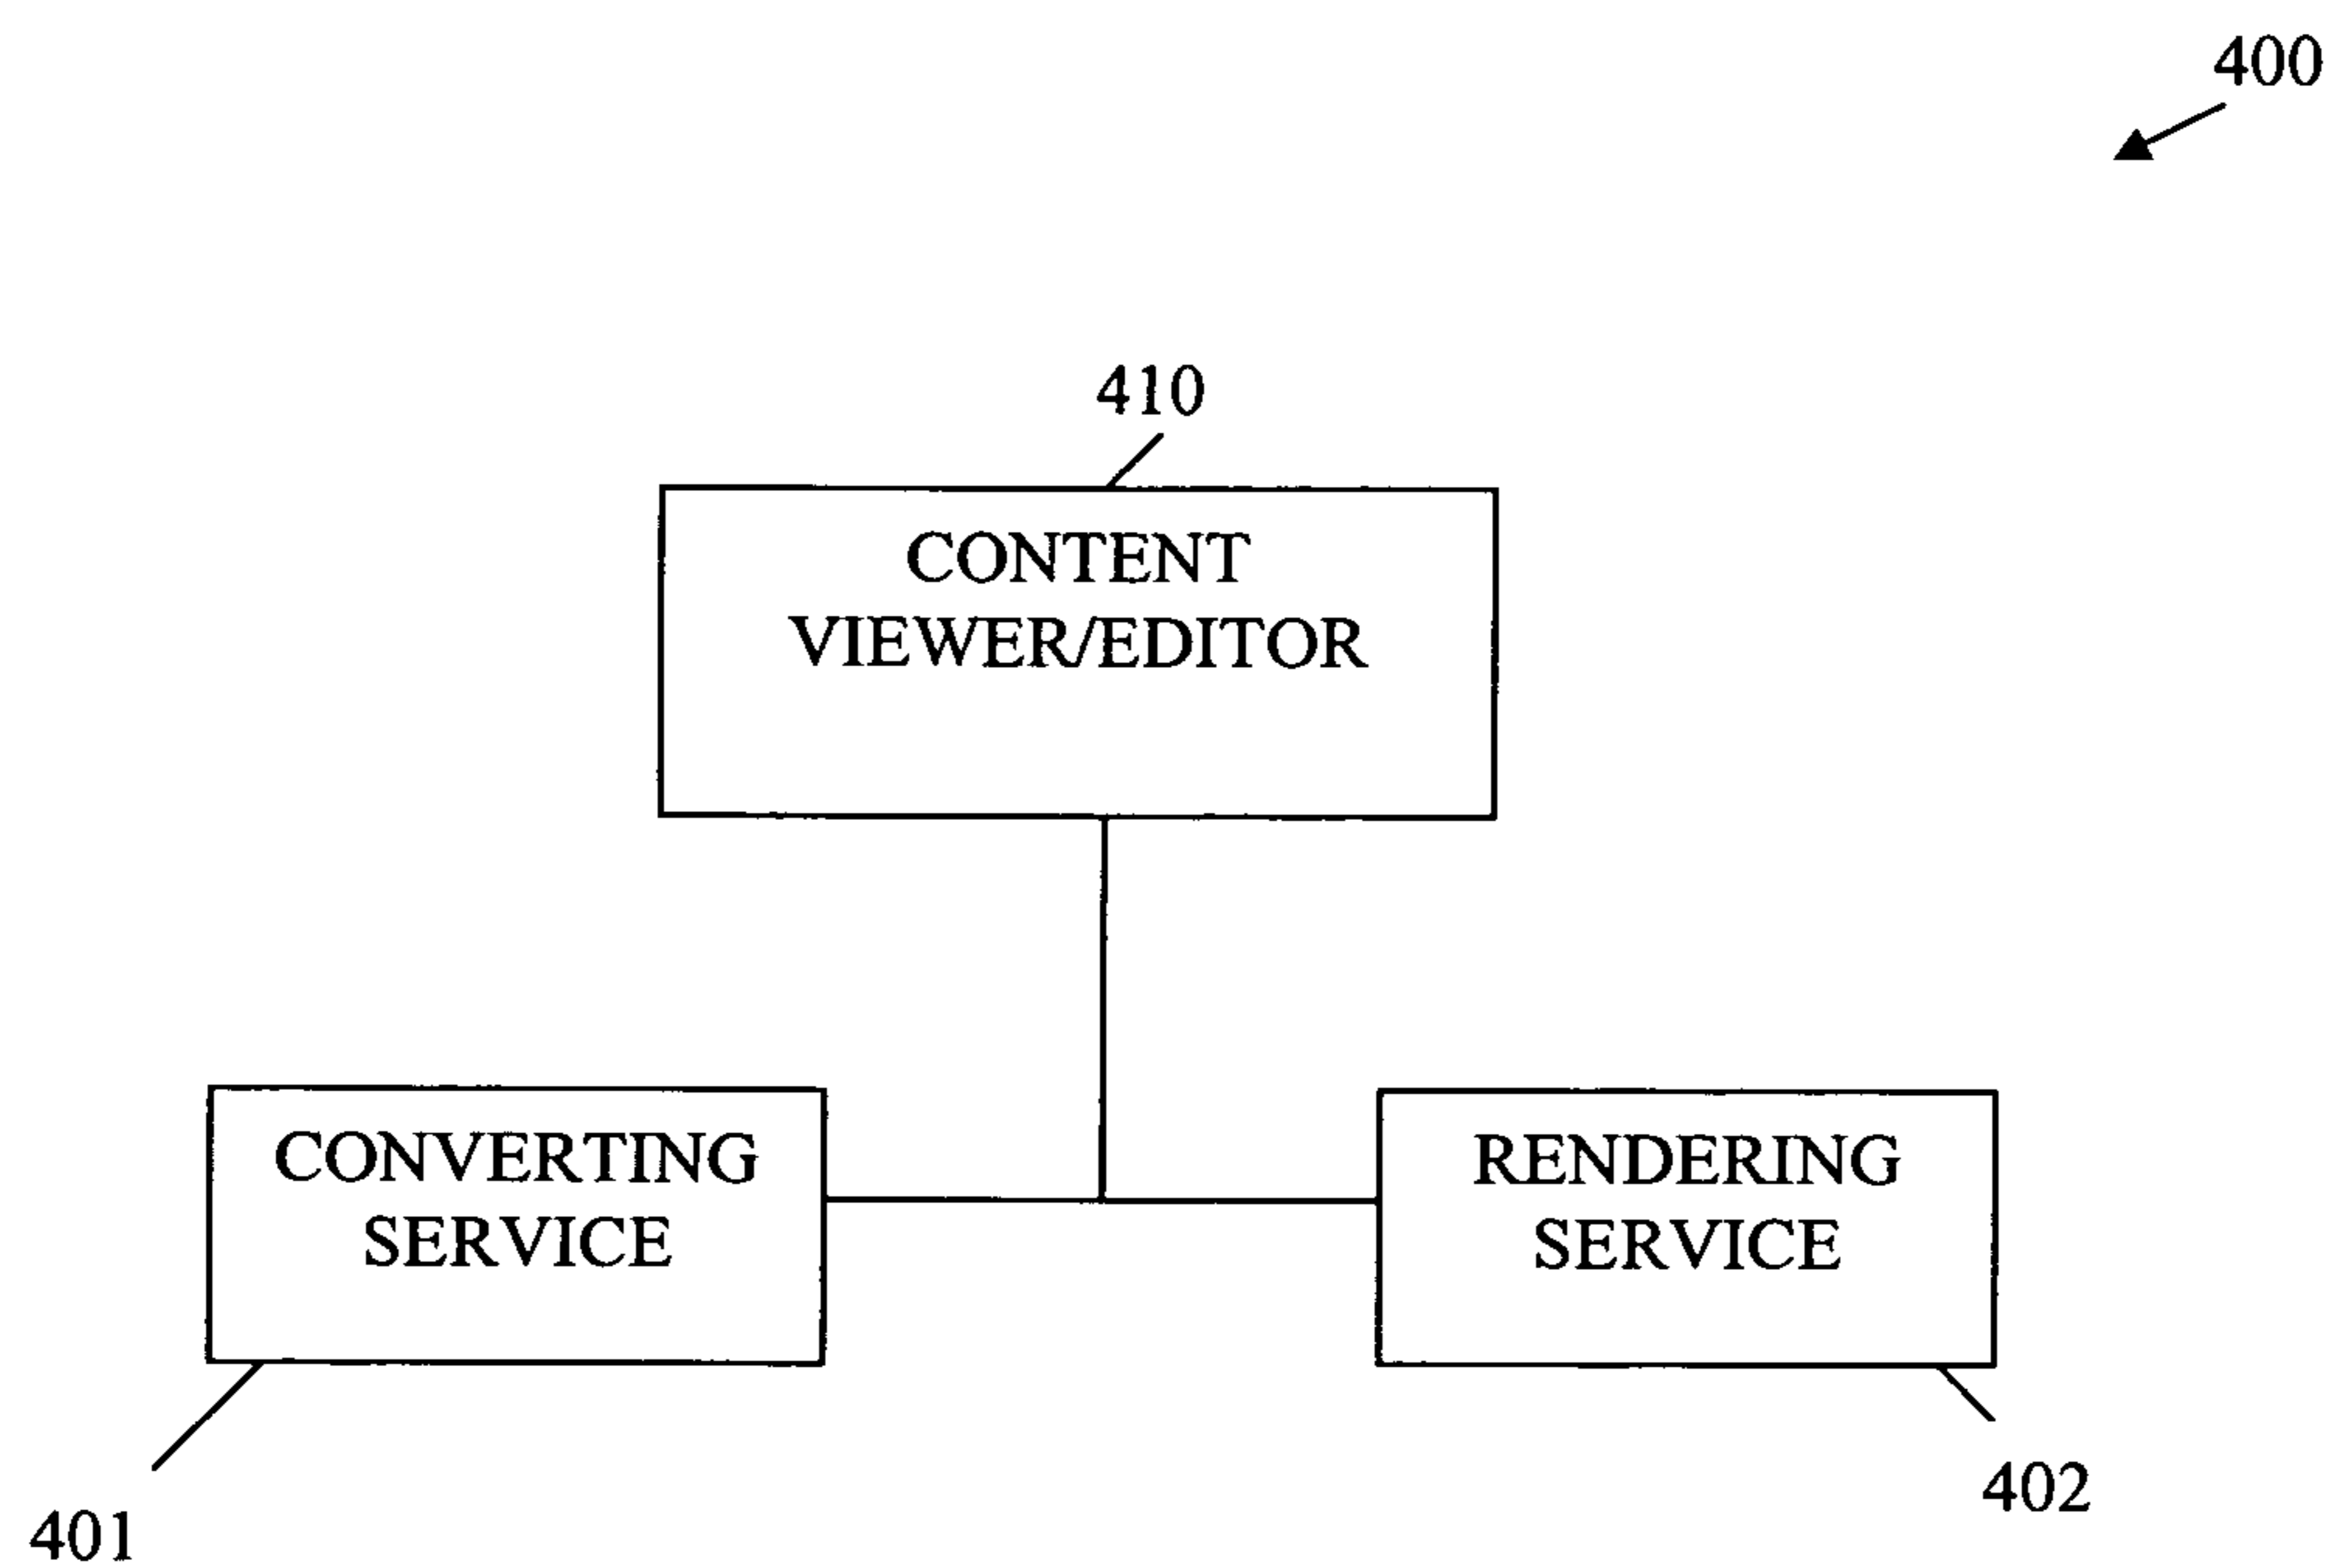 400
410
CONTENT
VIEWER/EDITOR
CONVERTING
SERVICE
RENDERING
SERVICE
401
402